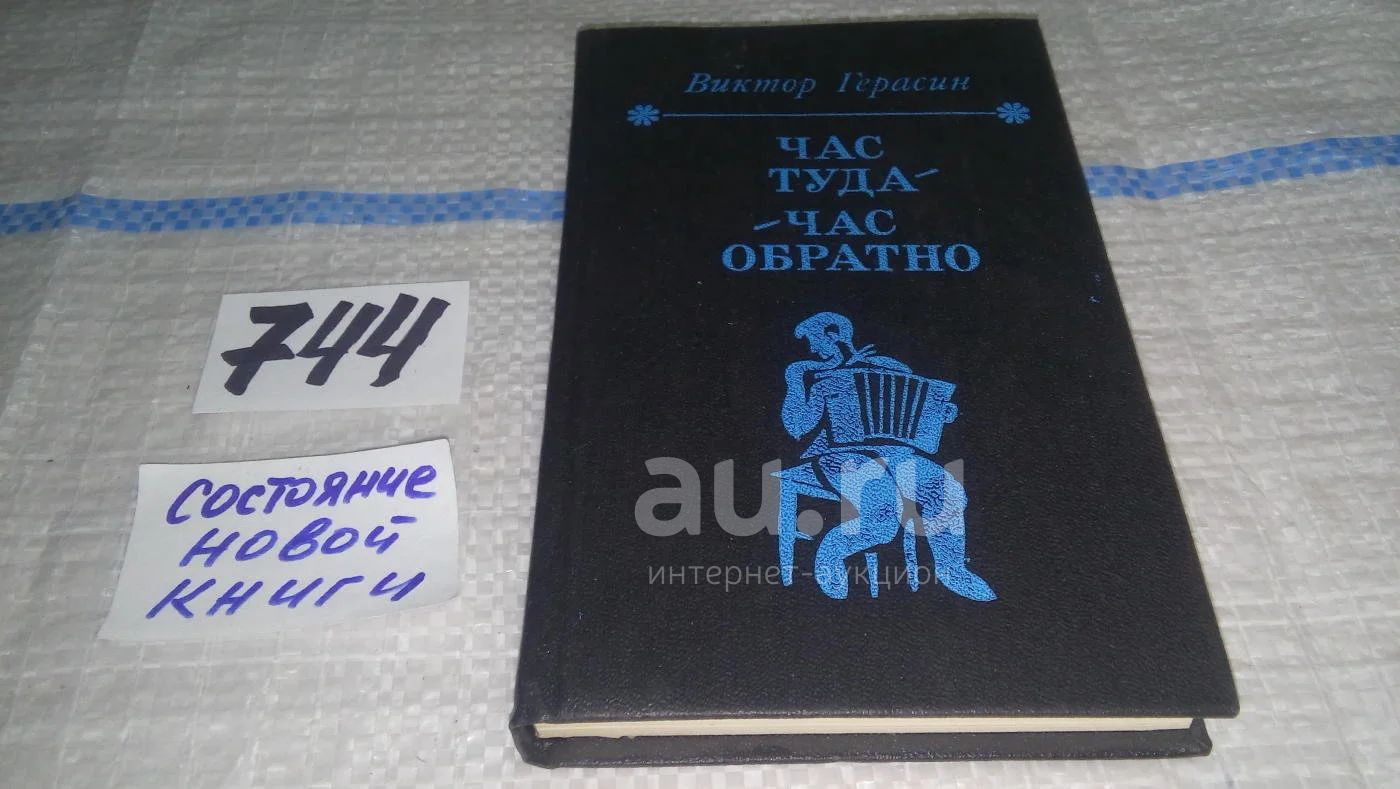 Виктор Герасин
ЧАС
ТУДА-
-ЧАС
ОБРАТНО
744
состояние
новой
книги
au.ru
интернет-аукцион